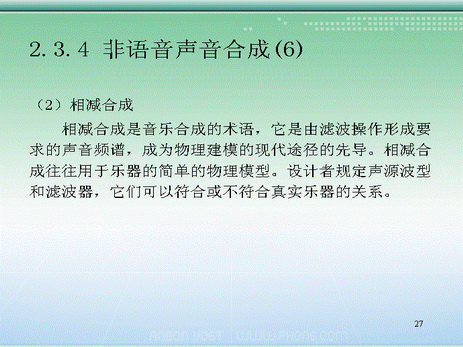 2.3.4 非语音声音合成(6)
（2）相减合成
相减合成是音乐合成的术语，它是由滤波操作形成要
求的声音频谱，成为物理建模的现代途径的先导。相减合
成往往用于乐器的简单的物理模型。设计者规定声源波型
和滤波器，它们可以符合或不符合真实乐器的关系。
27